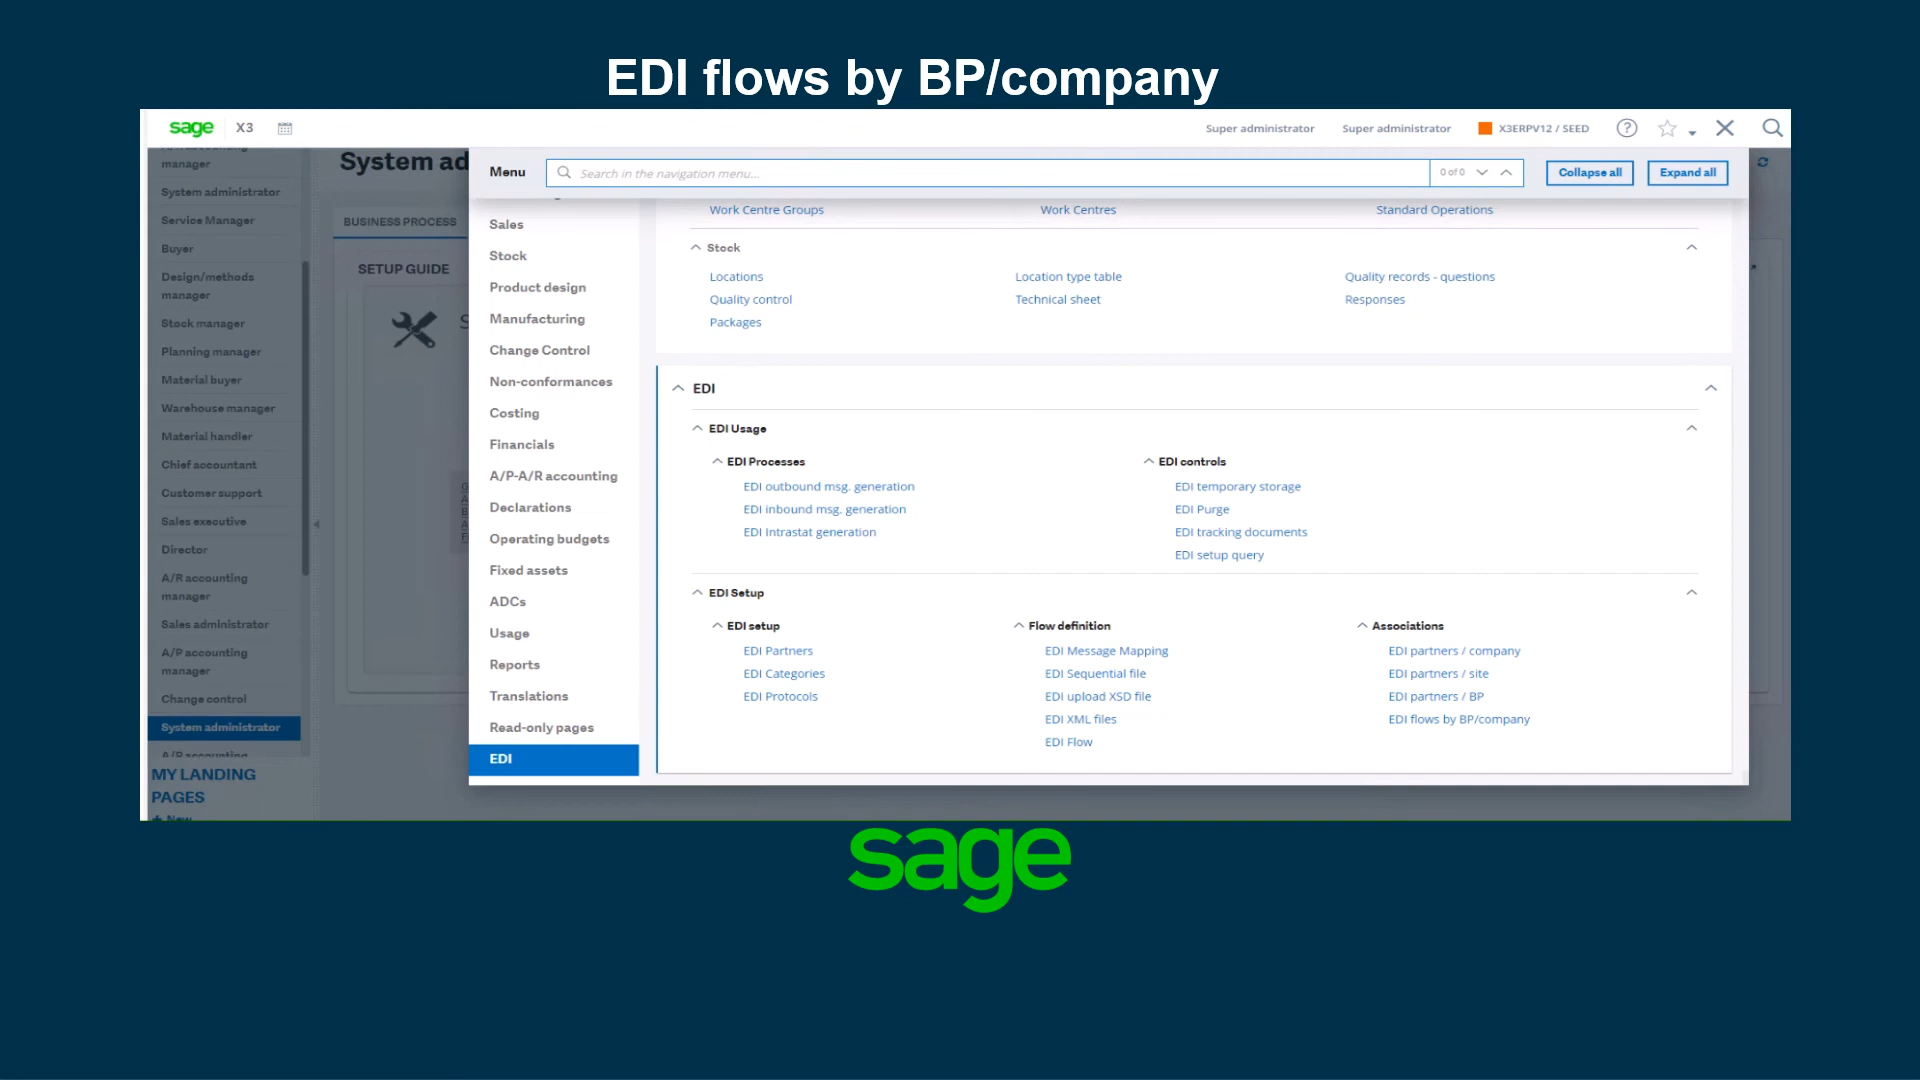 EDI flows by BP/company
sage X3
Super administrator
Super administrator
X3ERPV12 / SEED
manager
System administrator
Service Manager
Buyer
Design/methods
manager
Stock manager
Planning manager
Material buyer
Warehouse manager
Material handler
Chief accountant
Customer support
Sales executive
Director
A/R accounting
manager
Sales administrator
A/P accounting
manager
Change control
System administrator
A/R accounting
MY LANDING
PAGES
+ New
System ad
BUSINESS PROCESS
SETUP GUIDE
Menu
Search in the navigation menu...
0 of 0
Collapse all
Expand all
Sales
Stock
Product design
Manufacturing
Change Control
Non-conformances
Costing
Financials
A/P-A/R accounting
Declarations
Operating budgets
Fixed assets
ADCs
Usage
Reports
Translations
Read-only pages
EDI
Work Centre Groups
Work Centres
Standard Operations
Stock
Locations
Location type table
Quality records - questions
Quality control
Technical sheet
Responses
Packages
EDI
EDI Usage
EDI Processes
EDI outbound msg. generation
EDI inbound msg. generation
EDI Intrastat generation
EDI controls
EDI temporary storage
EDI Purge
EDI tracking documents
EDI setup query
EDI Setup
EDI setup
EDI Partners
EDI Categories
EDI Protocols
Flow definition
EDI Message Mapping
EDI Sequential file
EDI upload XSD file
EDI XML files
EDI Flow
Associations
EDI partners / company
EDI partners / site
EDI partners / BP
EDI flows by BP/company
sage